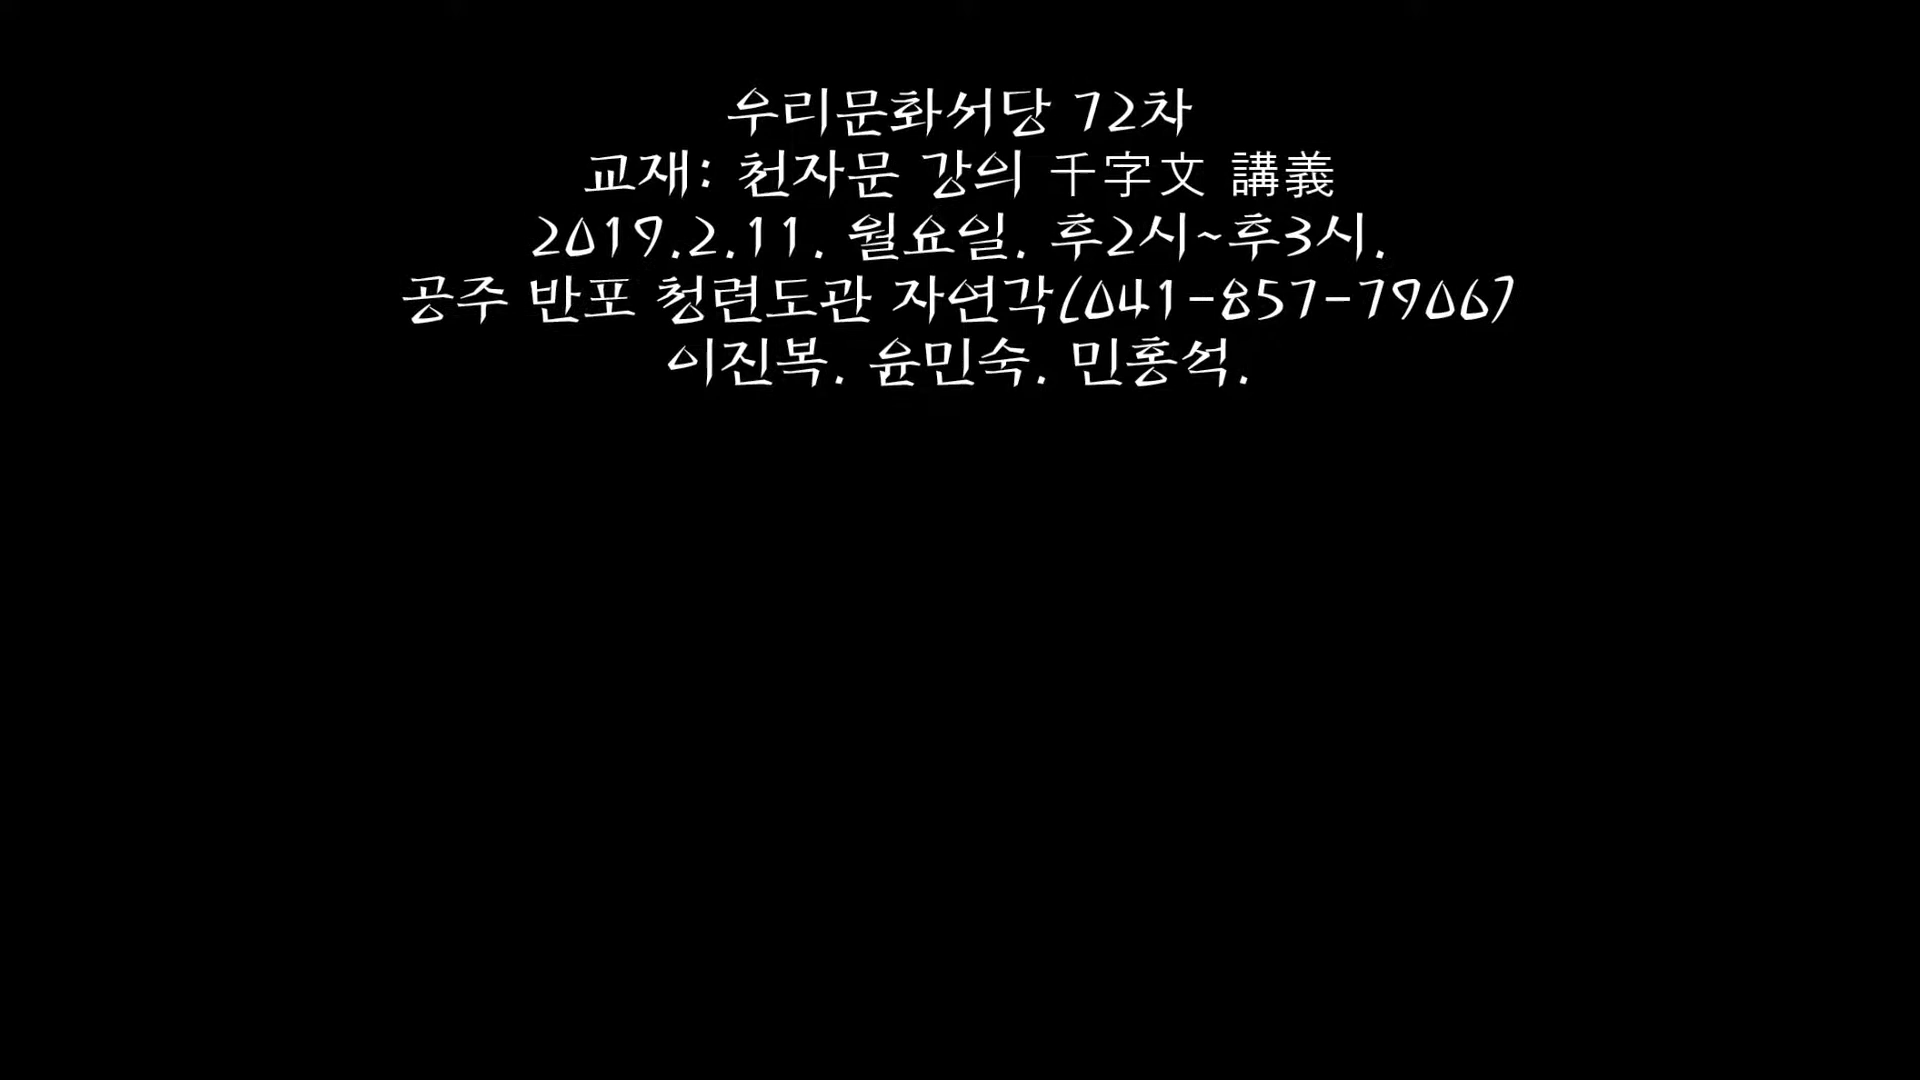 우리문화서당 72차
교재: 천자문 강의 千字文 講義
2019.2.11. 월요일. 후2시~후3시.
공주 반포 청련도관 자연각(041-857-7906)
이진복. 윤민숙. 민홍석.